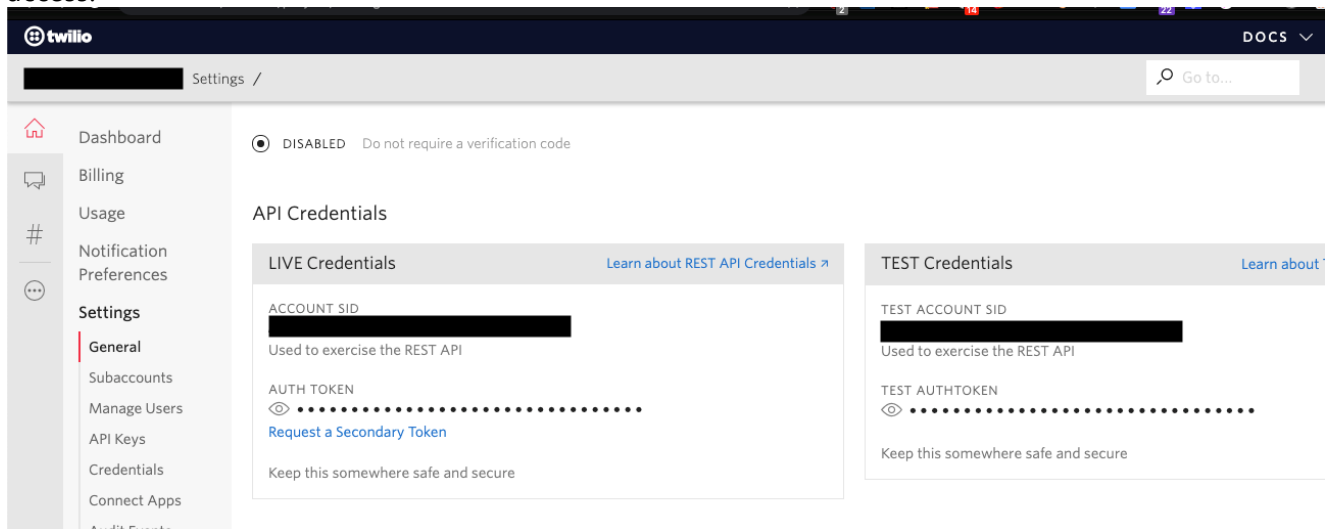 2 14 22
twilio DOCS
Settings / Go to...
Dashboard
Billing
Usage
Notification
Preferences
Settings
General
Subaccounts
Manage Users
API Keys
Credentials
Connect Apps
DISABLED Do not require a verification code
API Credentials
LIVE Credentials Learn about REST API Credentials
ACCOUNT SID
Used to exercise the REST API
AUTH TOKEN
Request a Secondary Token
Keep this somewhere safe and secure
TEST Credentials Learn about
TEST ACCOUNT SID
Used to exercise the REST API
TEST AUTHTOKEN
Keep this somewhere safe and secure